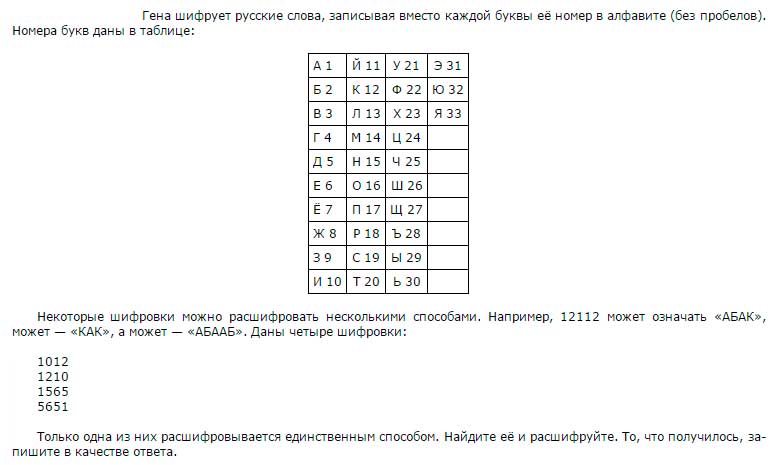 Гена шифрует русские слова, записывая вместо каждой буквы её номер в алфавите (без пробелов).
Номера букв даны в таблице:
А 1 Й 11 У 21 Э 31
Б 2 К 12 Ф 22 Ю 32
В 3 Л 13 Х 23 Я 33
Г 4 М 14 Ц 24
Д 5 Н 15 Ч 25
Е 6 О 16 Ш 26
Ё 7 П 17 Щ 27
Ж 8 Р 18 Ъ 28
З 9 С 19 Ы 29
И 10 Т 20 Ь 30
Некоторые шифровки можно расшифровать несколькими способами. Например, 12112 может означать «АБАК»,
может — «КАК», а может — «АБААБ». Даны четыре шифровки:
1012
1210
1565
5651
Только одна из них расшифровывается единственным способом. Найдите её и расшифруйте. То, что получилось, за-
пишите в качестве ответа.